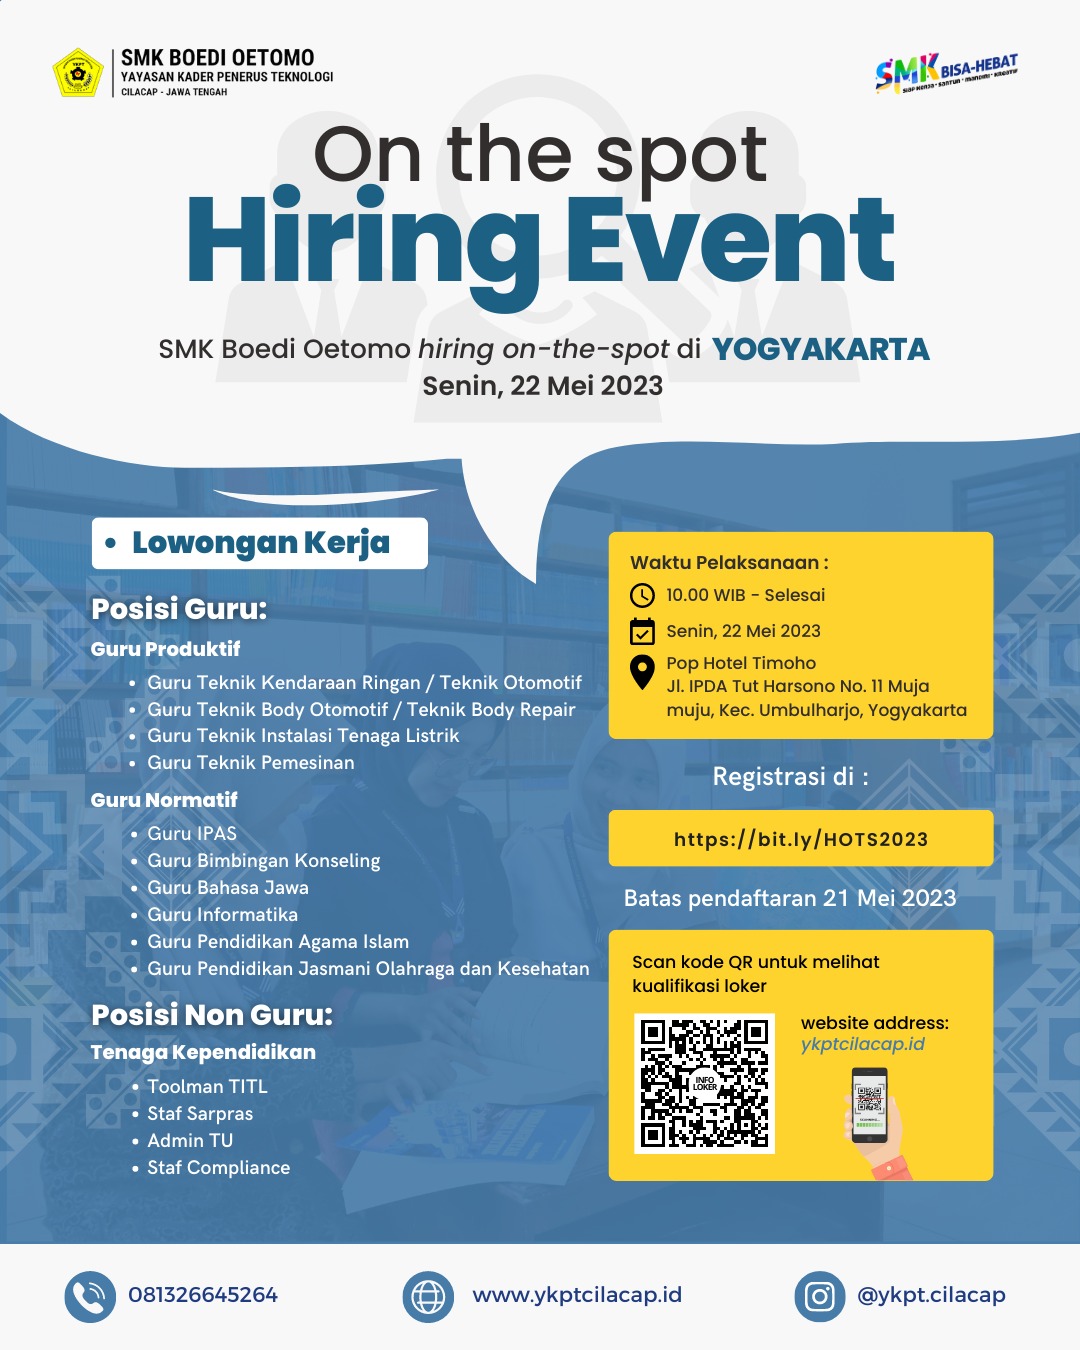 SMK BOEDI OETOMO
YAYASAN KADER PENERUS TEKNOLOGI
CILACAP - JAWA TENGAH
SMK BISA-HEBAT
SIAP KERJA • SANTUN • MANDIRI • KREATIF
On the spot
Hiring Event
SMK Boedi Oetomo hiring on-the-spot di YOGYAKARTA
Senin, 22 Mei 2023
• Lowongan Kerja
Posisi Guru:
Guru Produktif
• Guru Teknik Kendaraan Ringan / Teknik Otomotif
• Guru Teknik Body Otomotif / Teknik Body Repair
• Guru Teknik Instalasi Tenaga Listrik
• Guru Teknik Pemesinan
Guru Normatif
• Guru IPAS
• Guru Bimbingan Konseling
• Guru Bahasa Jawa
• Guru Informatika
• Guru Pendidikan Agama Islam
• Guru Pendidikan Jasmani Olahraga dan Kesehatan
Posisi Non Guru:
Tenaga Kependidikan
• Toolman TITL
• Staf Sarpras
• Admin TU
• Staf Compliance
Waktu Pelaksanaan :
10.00 WIB - Selesai
Senin, 22 Mei 2023
Pop Hotel Timoho
Jl. IPDA Tut Harsono No. 11 Muja
muju, Kec. Umbulharjo, Yogyakarta
Registrasi di :
https://bit.ly/HOTS2023
Batas pendaftaran 21 Mei 2023
Scan kode QR untuk melihat
kualifikasi loker
INFO
LOKER
website address:
ykptcilacap.id
081326645264
www.ykptcilacap.id
@ykpt.cilacap